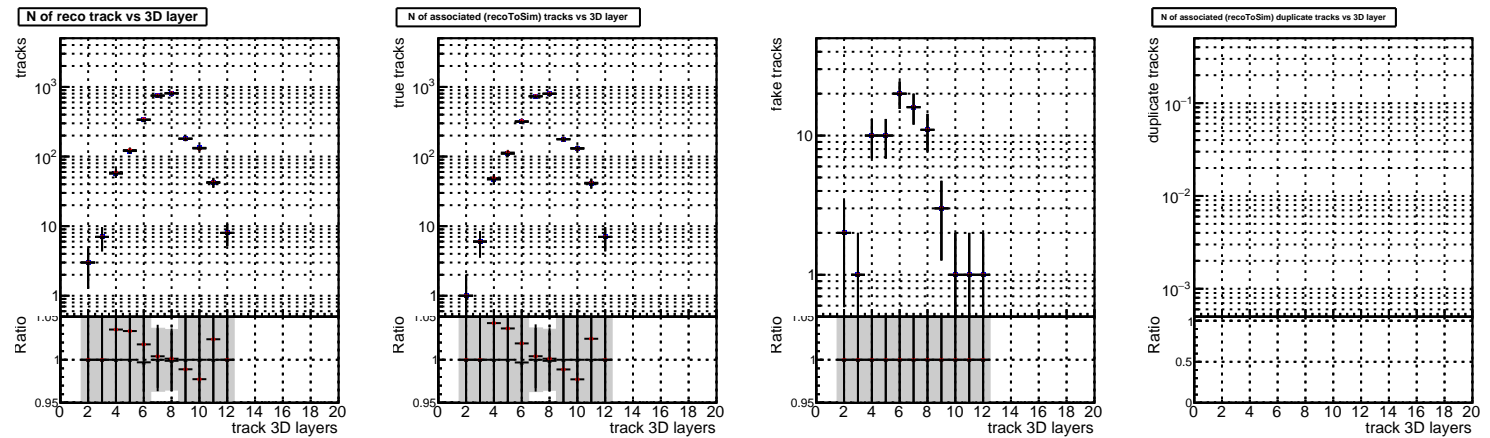 N of reco track vs 3D layer
tracks
10³
10²
10
1
Ratio
1.05
1
0.95
0 2 4 6 8 10 12 14 16 18 20
track 3D layers
N of associated (recoToSim) tracks vs 3D layer
true tracks
10³
10²
10
1
Ratio
1.05
1
0.95
0 2 4 6 8 10 12 14 16 18 20
track 3D layers
fake tracks
10
1
Ratio
1.05
1
0.95
0 2 4 6 8 10 12 14 16 18 20
track 3D layers
N of associated (recoToSim) duplicate tracks vs 3D layer
duplicate tracks
10⁻¹
10⁻²
10⁻³
Ratio
1
0.5
0
0 2 4 6 8 10 12 14 16 18 20
track 3D layers